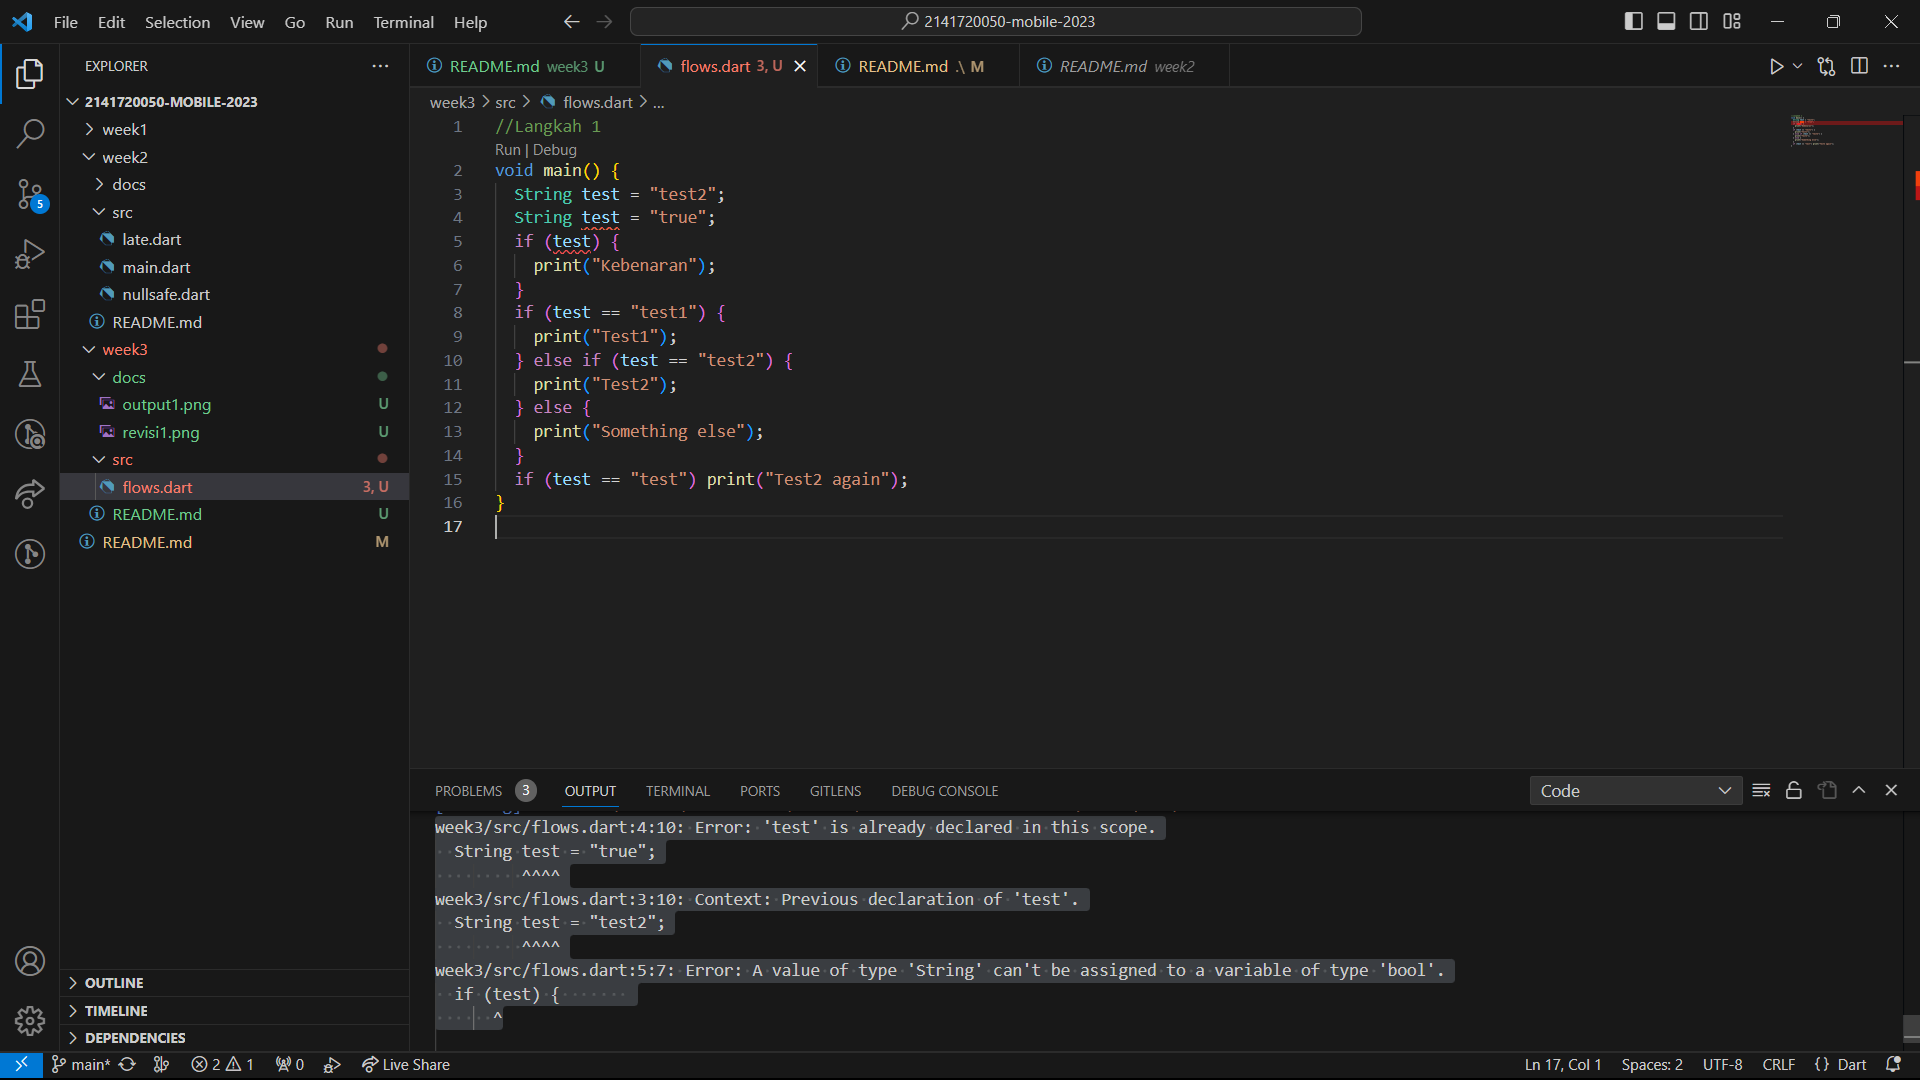 File Edit Selection View Go Run Terminal Help
2141720050-mobile-2023
EXPLORER
2141720050-MOBILE-2023
week1
week2
docs
src
late.dart
main.dart
nullsafe.dart
README.md
week3
docs
output1.png U
revisi1.png U
src
flows.dart 3, U
README.md U
README.md M
OUTLINE
TIMELINE
DEPENDENCIES
5
README.md week3 U
flows.dart 3, U
README.md .\ M
README.md week2
week3 > src > flows.dart > ...
1 //Langkah 1
Run | Debug
2 void main() {
3 String test = "test2";
4 String test = "true";
5 if (test) {
6 print("Kebenaran");
7 }
8 if (test == "test1") {
9 print("Test1");
10 } else if (test == "test2") {
11 print("Test2");
12 } else {
13 print("Something else");
14 }
15 if (test == "test") print("Test2 again");
16 }
17
PROBLEMS 3 OUTPUT TERMINAL PORTS GITLENS DEBUG CONSOLE
Code
week3/src/flows.dart:4:10: Error: 'test' is already declared in this scope.
String test = "true";
^^^^
week3/src/flows.dart:3:10: Context: Previous declaration of 'test'.
String test = "test2";
^^^^
week3/src/flows.dart:5:7: Error: A value of type 'String' can't be assigned to a variable of type 'bool'.
if (test) {
^
main* 2 1 0 Live Share
Ln 17, Col 1 Spaces: 2 UTF-8 CRLF {} Dart